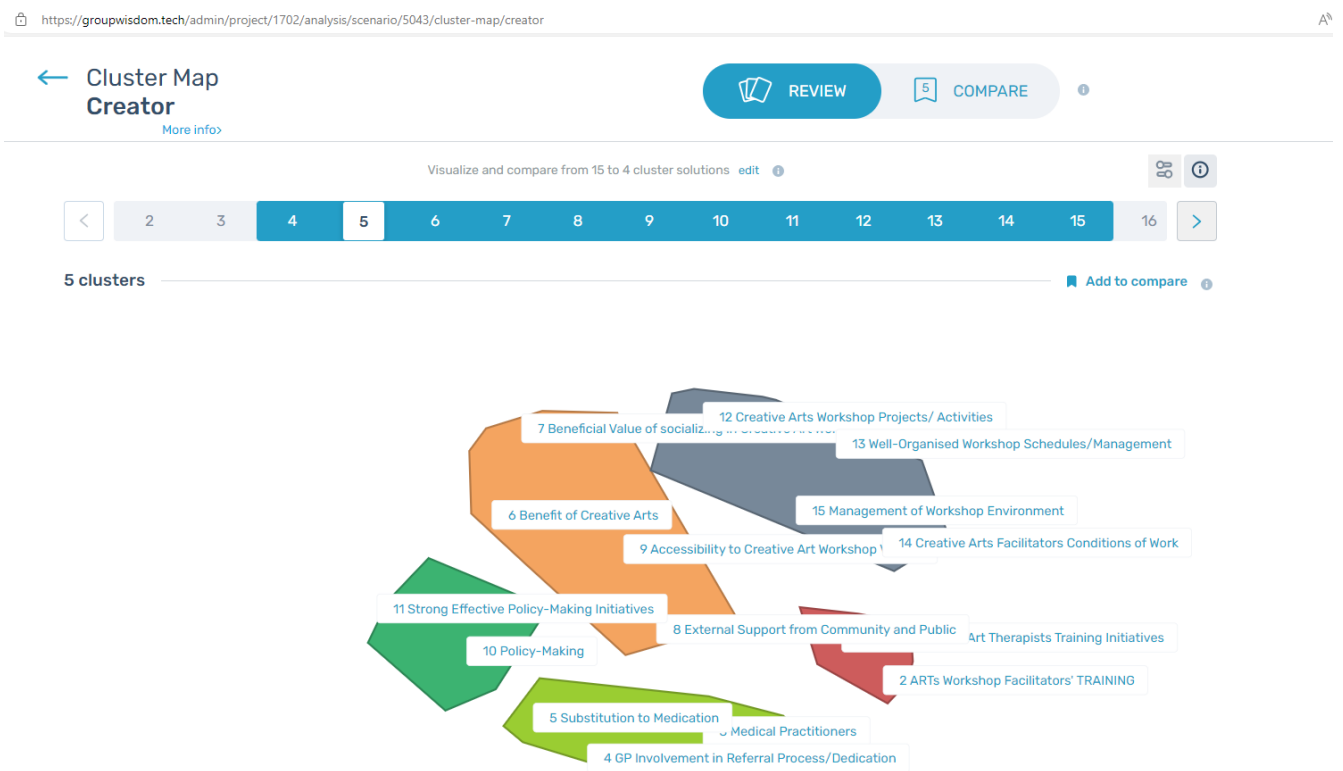 https://groupwisdom.tech/admin/project/1702/analysis/scenario/5043/cluster-map/creator
A
Cluster Map
Creator
More info>
REVIEW
5 COMPARE
Visualize and compare from 15 to 4 cluster solutions edit
< 2 3 4 5 6 7 8 9 10 11 12 13 14 15 16 >
5 clusters
Add to compare
12 Creative Arts Workshop Projects/ Activities
7 Beneficial Value of socializing in Creative Art
13 Well-Organised Workshop Schedules/Management
15 Management of Workshop Environment
6 Benefit of Creative Arts
14 Creative Arts Facilitators Conditions of Work
9 Accessibility to Creative Art Workshop
11 Strong Effective Policy-Making Initiatives
8 External Support from Community and Public
Art Therapists Training Initiatives
10 Policy-Making
2 ARTs Workshop Facilitators' TRAINING
5 Substitution to Medication
Medical Practitioners
4 GP Involvement in Referral Process/Dedication